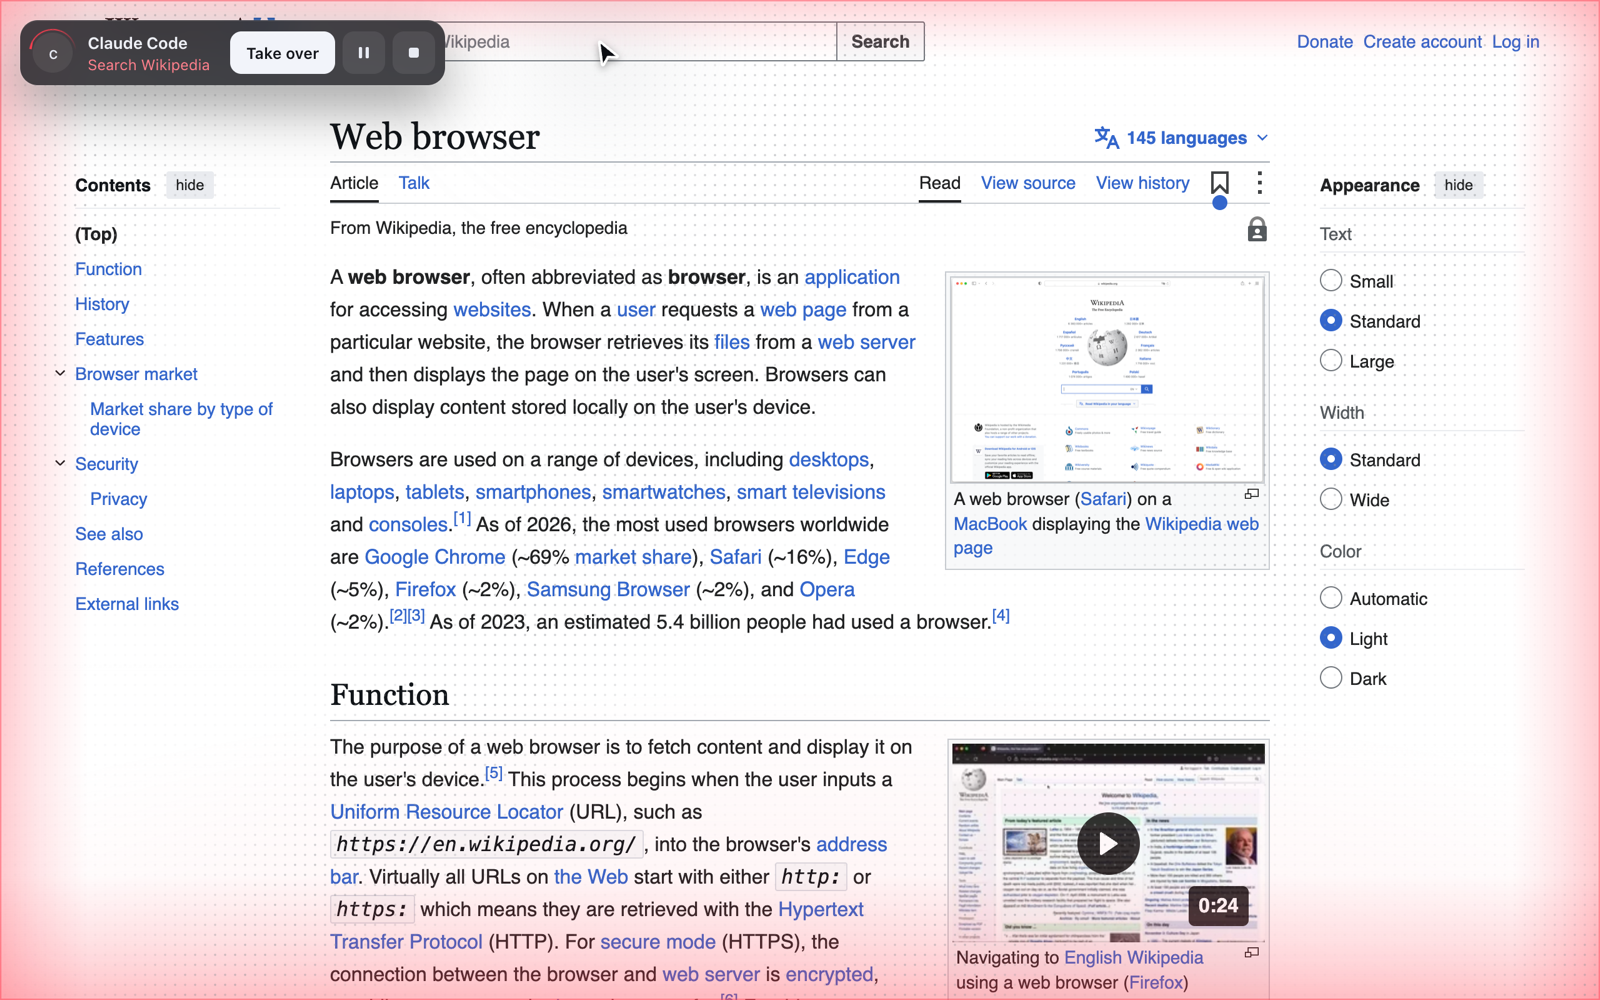 C
Claude Code
Search Wikipedia
Take over
Wikipedia
Search
Donate
Create account
Log in
Web browser
145 languages
Contents
hide
(Top)
Function
History
Features
Browser market
Market share by type of
device
Security
Privacy
See also
References
External links
Article
Talk
Read
View source
View history
From Wikipedia, the free encyclopedia
A web browser, often abbreviated as browser, is an application
for accessing websites. When a user requests a web page from a
particular website, the browser retrieves its files from a web server
and then displays the page on the user's screen. Browsers can
also display content stored locally on the user's device.
Browsers are used on a range of devices, including desktops,
laptops, tablets, smartphones, smartwatches, smart televisions
and consoles.[1] As of 2026, the most used browsers worldwide
are Google Chrome (~69% market share), Safari (~16%), Edge
(~5%), Firefox (~2%), Samsung Browser (~2%), and Opera
(~2%).[2][3] As of 2023, an estimated 5.4 billion people had used a browser.[4]
WIKIPEDIA
A web browser (Safari) on a
MacBook displaying the Wikipedia web
page
Function
The purpose of a web browser is to fetch content and display it on
the user's device.[5] This process begins when the user inputs a
Uniform Resource Locator (URL), such as
https://en.wikipedia.org/, into the browser's address
bar. Virtually all URLs on the Web start with either http: or
https: which means they are retrieved with the Hypertext
Transfer Protocol (HTTP). For secure mode (HTTPS), the
connection between the browser and web server is encrypted,
[6]
0:24
Navigating to English Wikipedia
using a web browser (Firefox)
Appearance
hide
Text
Small
Standard
Large
Width
Standard
Wide
Color
Automatic
Light
Dark